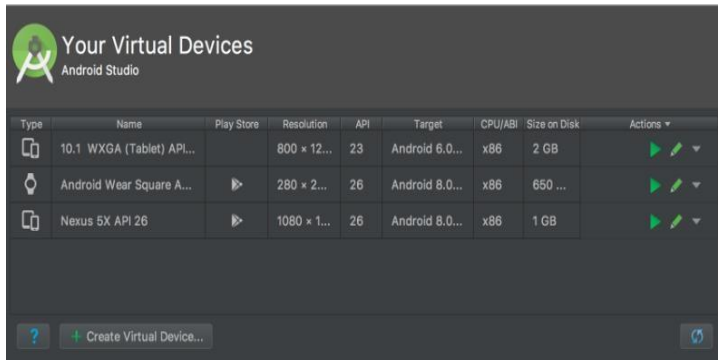 Your Virtual Devices
Android Studio
Type Name Play Store Resolution API Target CPU/ABI Size on Disk Actions
10.1 WXGA (Tablet) API... 800 × 12... 23 Android 6.0... x86 2 GB
Android Wear Square A... 280 × 2... 26 Android 8.0... x86 650 ...
Nexus 5X API 26 1080 × 1... 26 Android 8.0... x86 1 GB
? + Create Virtual Device...